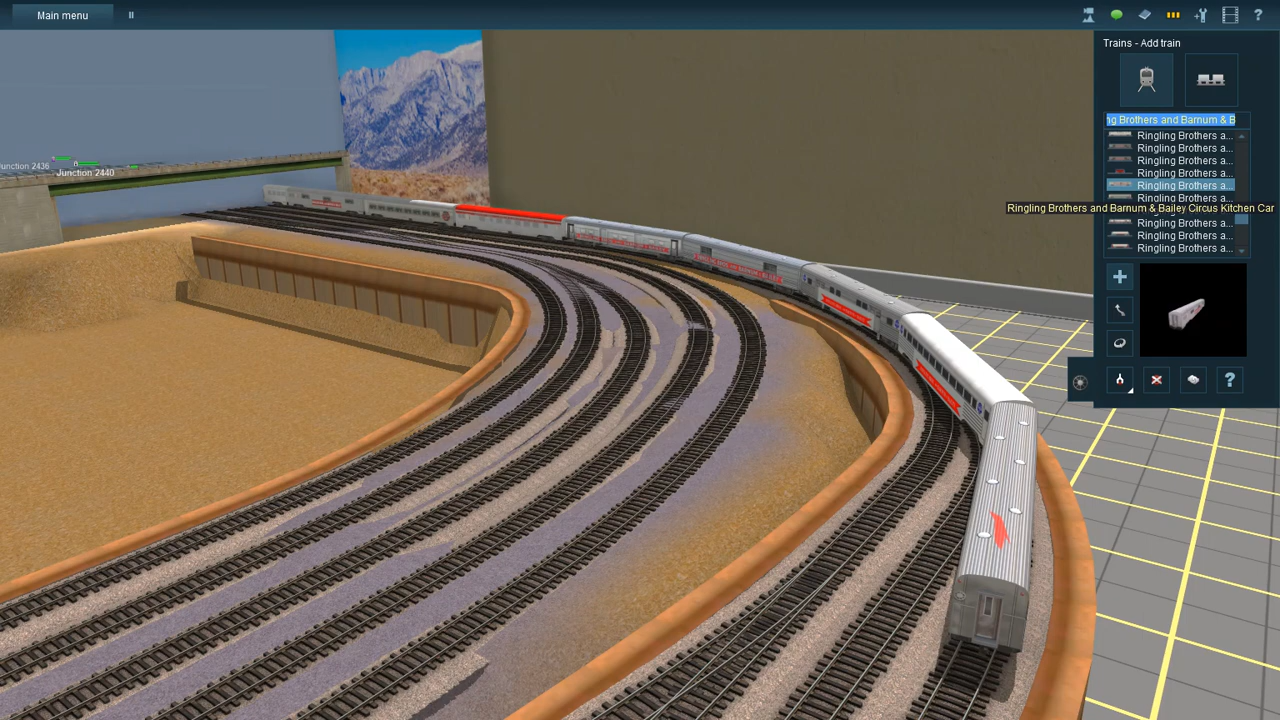 Main menu
Trains - Add train
ng Brothers and Barnum & B
Ringling Brothers a...
Ringling Brothers a...
Ringling Brothers a...
Ringling Brothers a...
Ringling Brothers a...
Ringling Brothers a...
Ringling Brothers and Barnum & Bailey Circus Kitchen Car
Ringling Brothers a...
Ringling Brothers a...
Ringling Brothers a...
unction 2436
Junction 2440
?
?